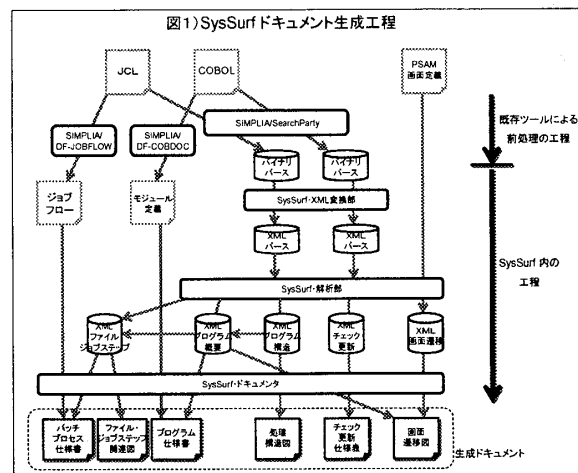 図1)SysSurfドキュメント生成工程
JCL
COBOL
PSAM
画面定義
SIMPLIA/
DF-JOBFLOW
SIMPLIA/
DF-COBDOC
SIMPLIA/SearchParty
既存ツールによる
前処理の工程
バイナリ
パース
バイナリ
パース
ジョブ
フロー
モジュール
定義
SysSurf・XML変換部
XML
パース
XML
パース
SysSurf内の
工程
SysSurf・解析部
XML
ファイル
ジョブステップ
XML
プログラム
概要
XML
プログラム
構造
XML
チェック
更新
XML
画面遷移
SysSurf・ドキュメンタ
バッチ
プロセス
仕様書
ファイル・
ジョブステップ
関連図
プログラム
仕様書
処理
構造図
チェック
更新
仕様表
画面
遷移図
生成ドキュメント